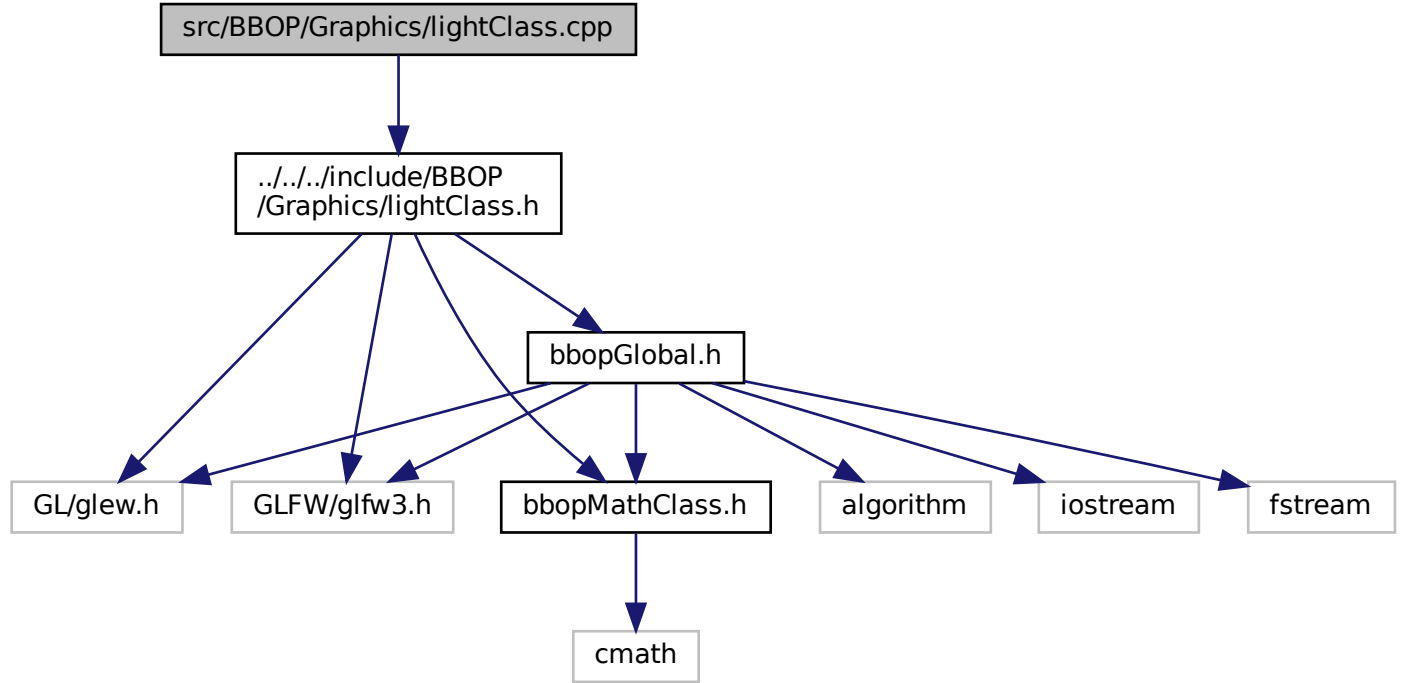 src/BBOP/Graphics/lightClass.cpp
../../../include/BBOP
/Graphics/lightClass.h
bbopGlobal.h
GL/glew.h
GLFW/glfw3.h
bbopMathClass.h
algorithm
iostream
fstream
cmath